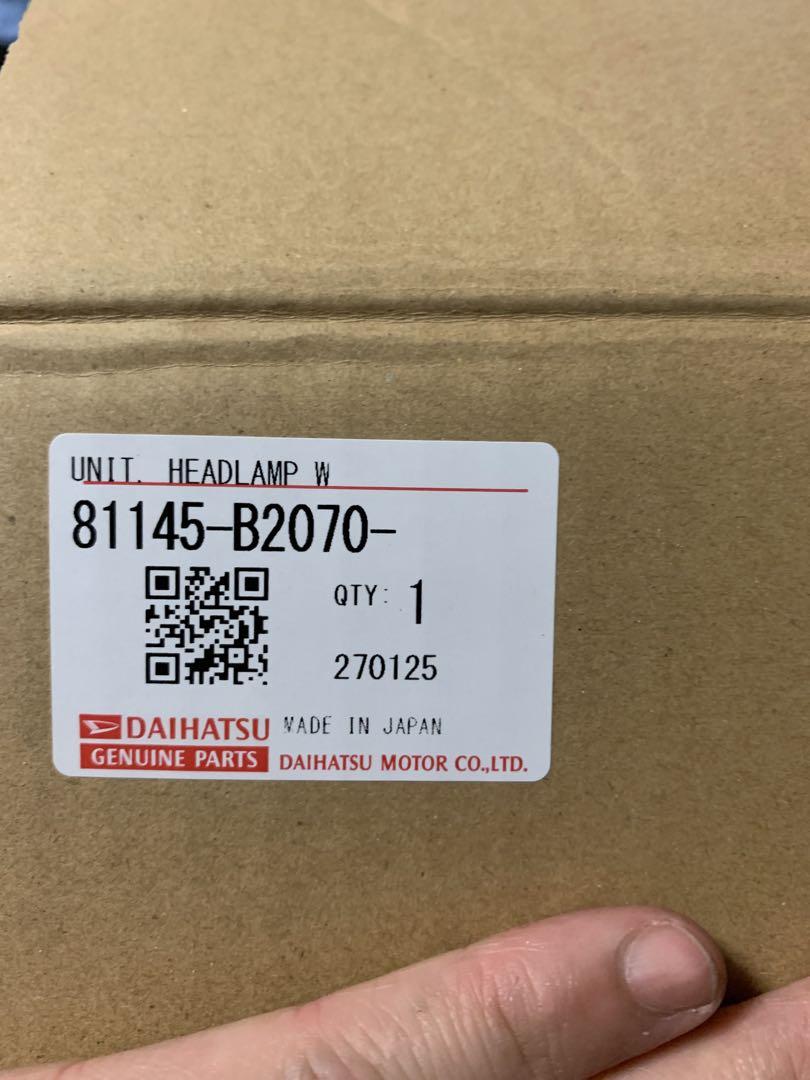 UNIT. HEADLAMP W
81145-B2070-
QTY: 1
270125
DAIHATSU MADE IN JAPAN
GENUINE PARTS DAIHATSU MOTOR CO.,LTD.